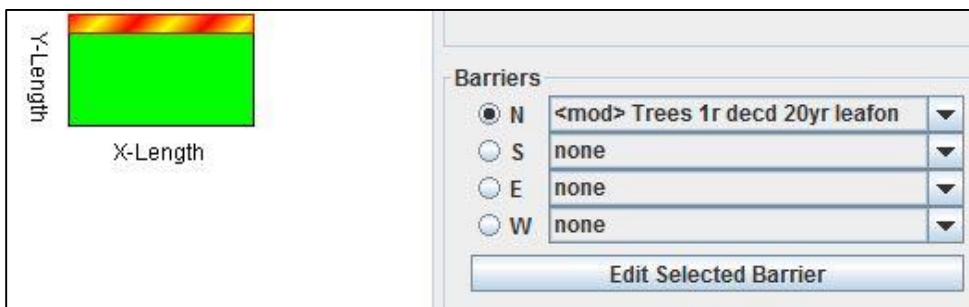 Y-Length
X-Length
Barriers
N <mod> Trees 1r decd 20yr leafon
S none
E none
W none
Edit Selected Barrier